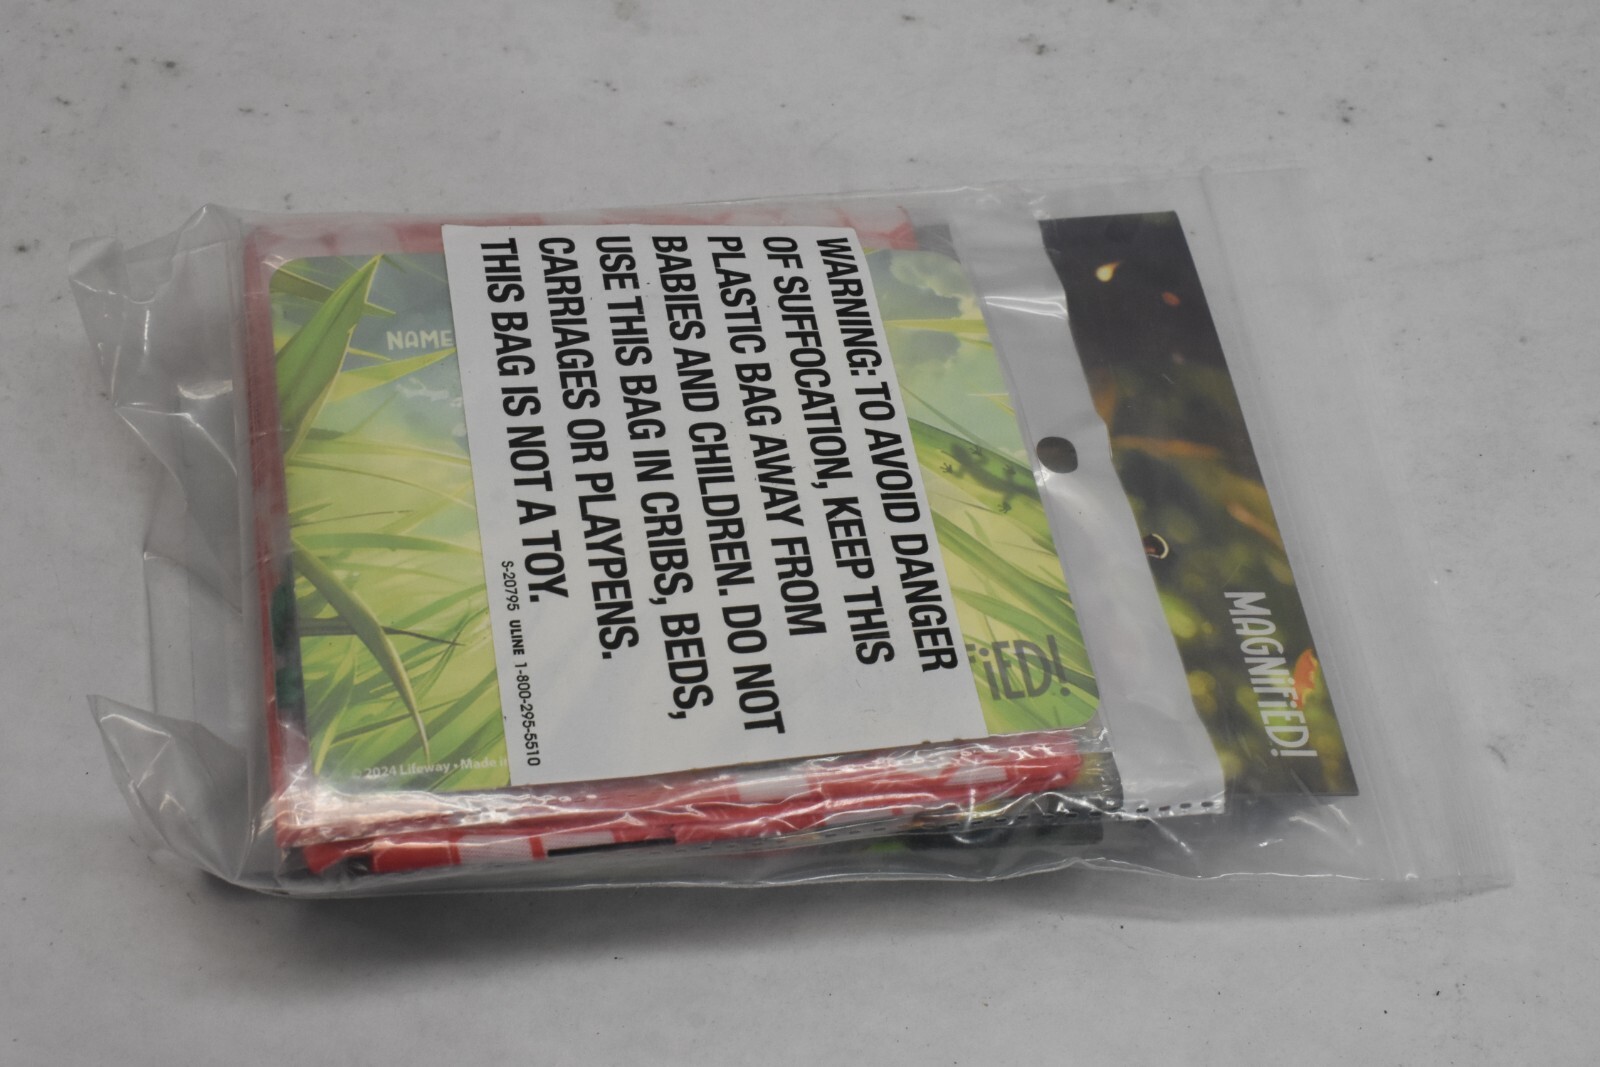 WARNING: TO AVOID DANGER
OF SUFFOCATION, KEEP THIS
PLASTIC BAG AWAY FROM
BABIES AND CHILDREN. DO NOT
USE THIS BAG IN CRIBS, BEDS,
CARRIAGES OR PLAYPENS.
THIS BAG IS NOT A TOY.
S-20795 ULINE 1-800-295-5510
NAME
FiED!
© 2024 Lifeway • Made in
MAGNiFiED!